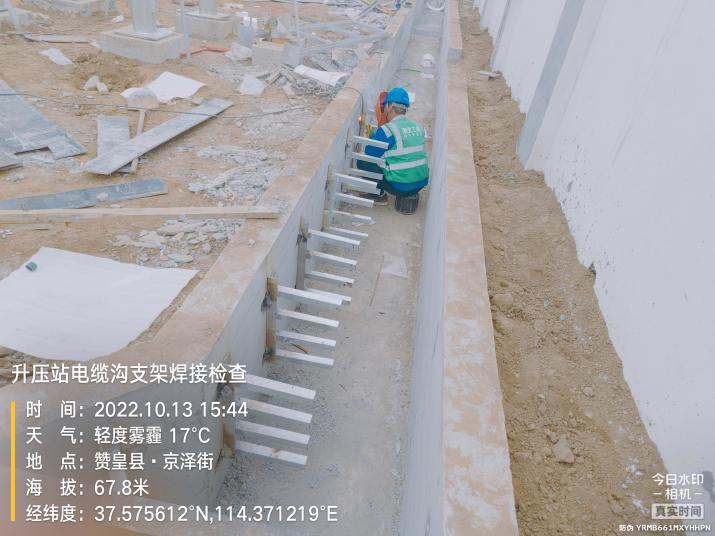 升压站电缆沟支架焊接检查
时 间：2022.10.13 15:44
天 气：轻度雾霾 17℃
地 点：赞皇县·京泽街
海 拔：67.8米
经纬度：37.575612°N,114.371219°E
今日水印
-相机-
真实时间
防伪 YRMB661MXYHHPN